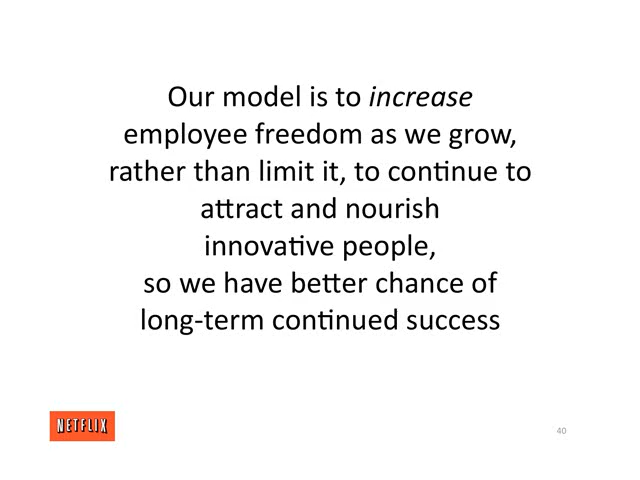 Our model is to increase
employee freedom as we grow,
rather than limit it, to continue to
attract and nourish
innovative people,
so we have better chance of
long-term continued success
NETFLIX
40